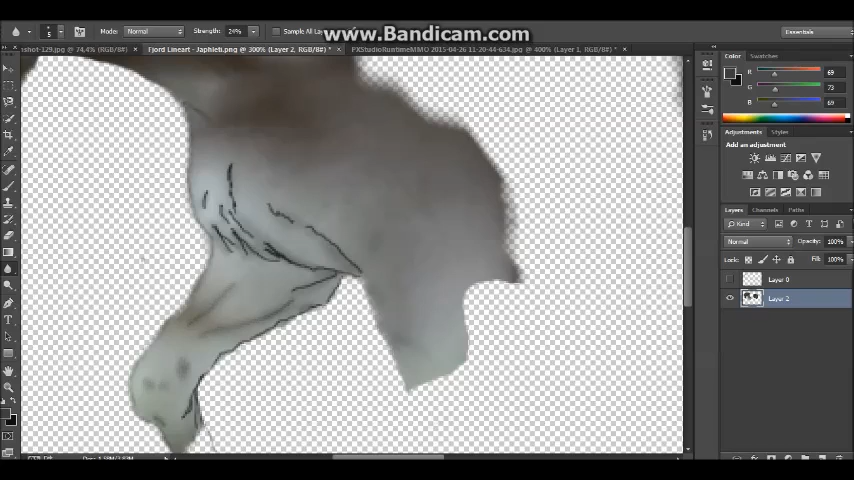 www.Bandicam.com
5
Mode: Normal
Strength: 24%
Sample All La
Essentials
shot-129.jpg @ 74,4% (RGB/8#) ×
Fjord Lineart - Japhleti.png @ 300% (Layer 2, RGB/8#) * ×
PXStudioRuntimeMMO 2015-04-26 11-20-44-634.jpg @ 400% (Layer 1, RGB/8#) * ×
Color Swatches
R 69
G 73
B 69
Adjustments Styles
Add an adjustment
Layers Channels Paths
Kind
Normal Opacity: 100%
Lock: Fill: 100%
Layer 0
Layer 2